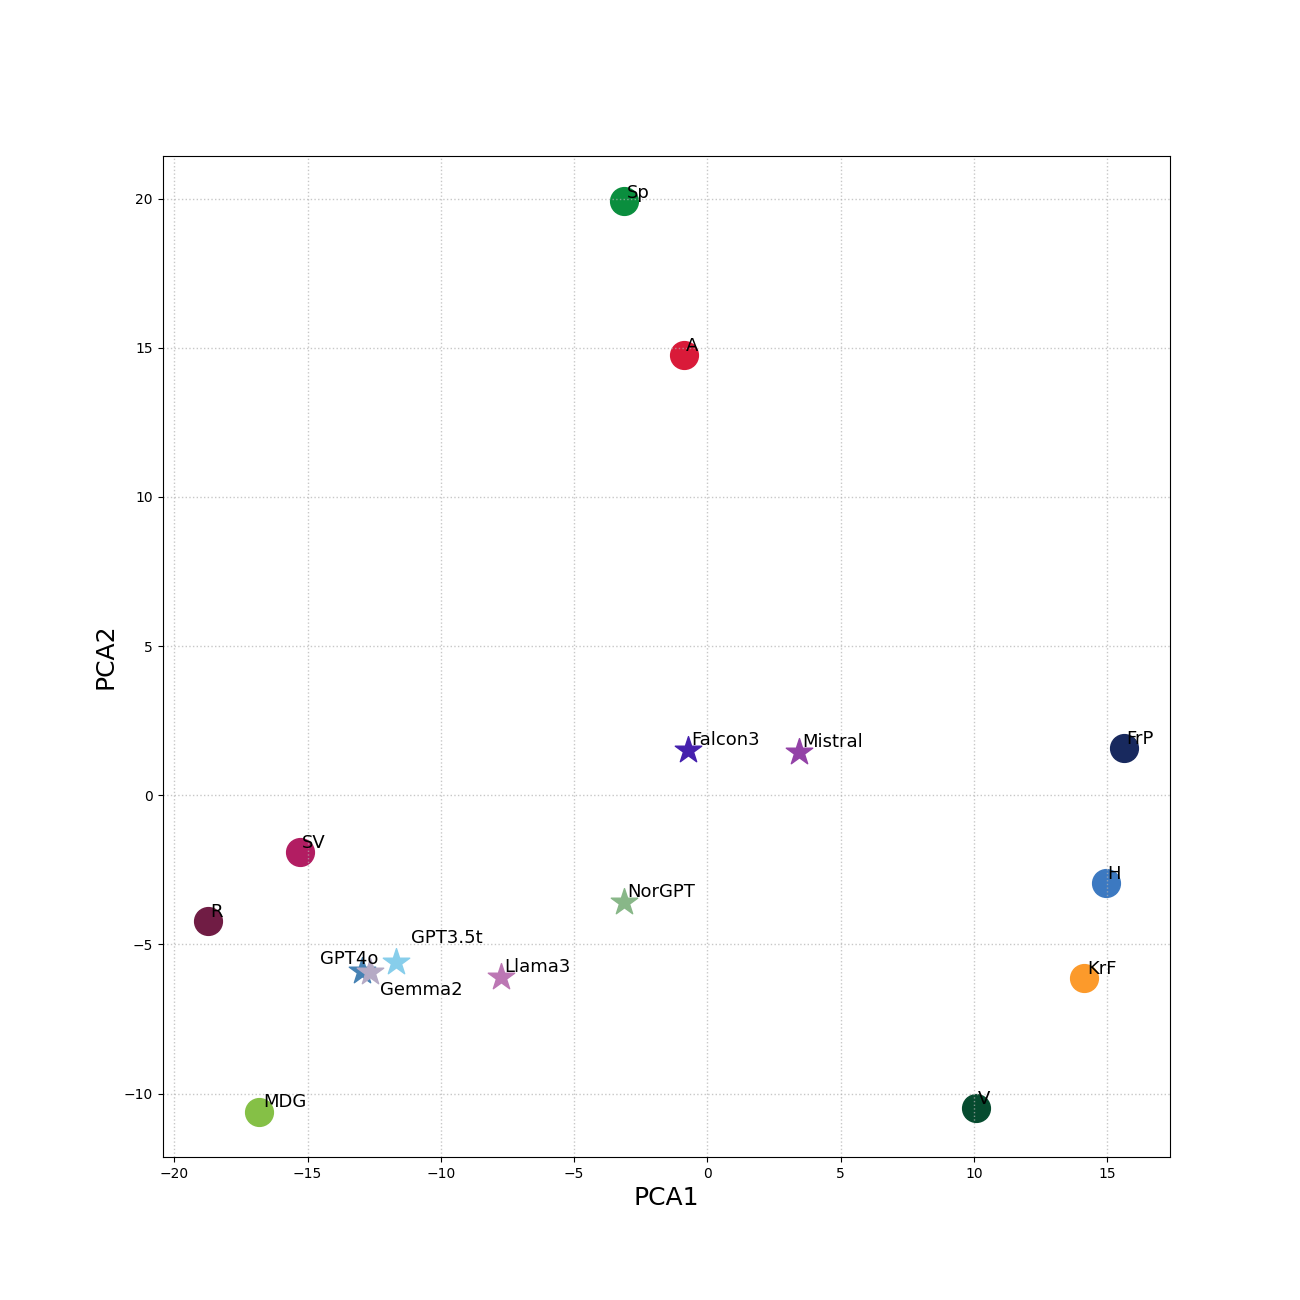 Sp
20
A
15
10
5
Falcon3
Mistral
FrP
0
SV
H
NorGPT
R
GPT3.5t
−5
GPT4o
Llama3
KrF
Gemma2
−10
MDG
V
−20
−15
−10
−5
0
5
10
15
PCA1
PCA2